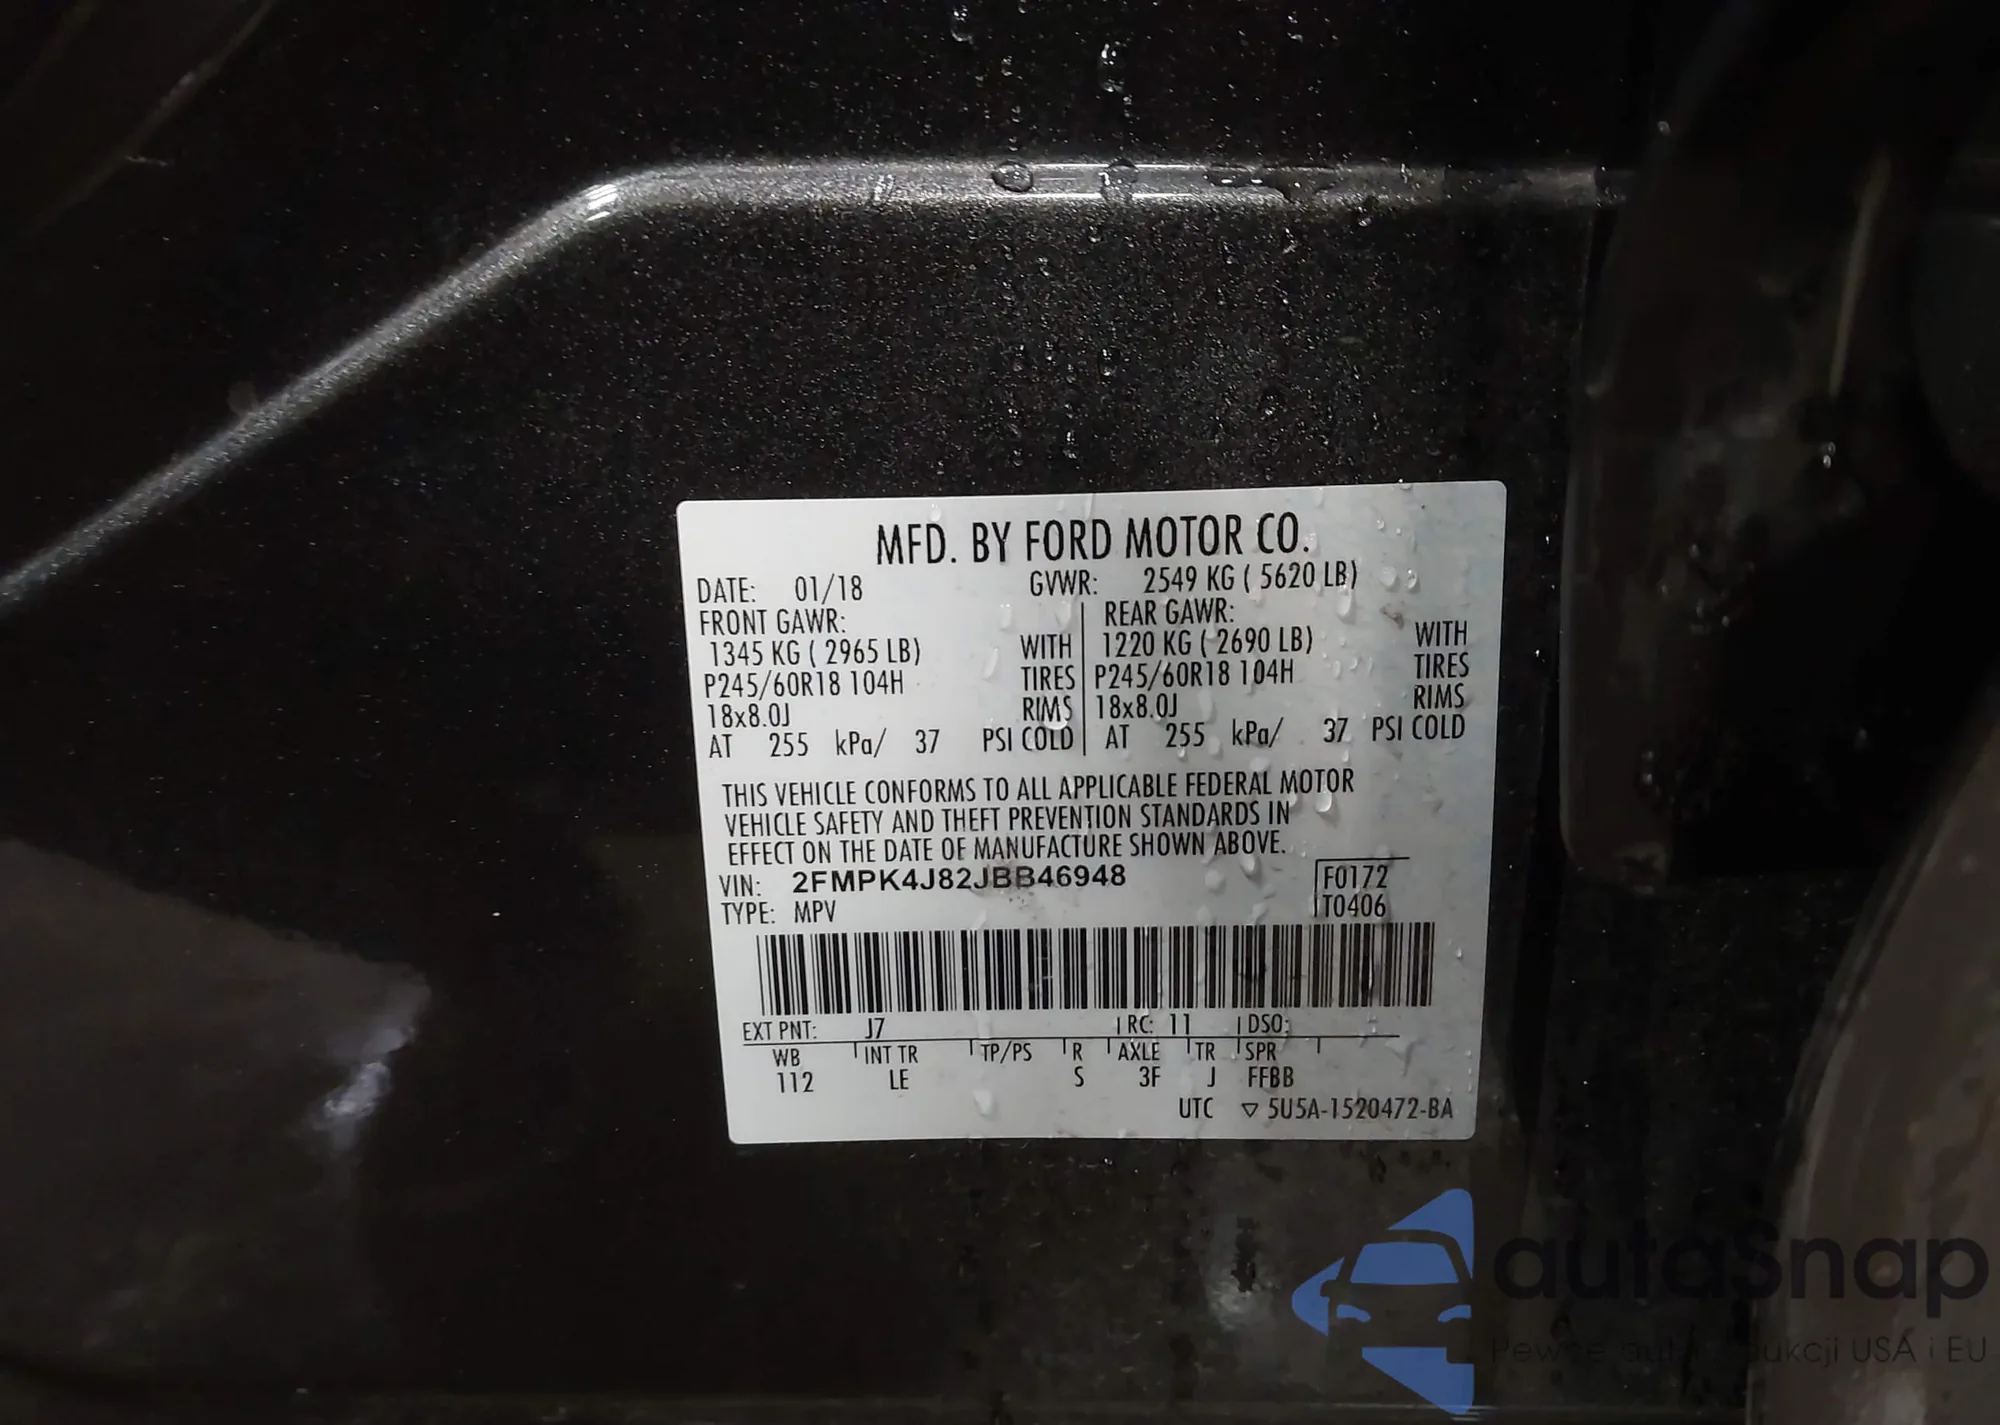 MFD. BY FORD MOTOR CO.
DATE: 01/18 GVWR: 2549 KG ( 5620 LB)
FRONT GAWR: REAR GAWR:
1345 KG ( 2965 LB) WITH 1220 KG ( 2690 LB) WITH
P245/60R18 104H TIRES P245/60R18 104H TIRES
18x8.0J RIMS 18x8.0J RIMS
AT 255 kPa/ 37 PSI COLD AT 255 kPa/ 37 PSI COLD
THIS VEHICLE CONFORMS TO ALL APPLICABLE FEDERAL MOTOR
VEHICLE SAFETY AND THEFT PREVENTION STANDARDS IN
EFFECT ON THE DATE OF MANUFACTURE SHOWN ABOVE.
VIN: 2FMPK4J82JBB46948 F0172
TYPE: MPV T0406
EXT PNT: J7 RC: 11 DSO:
WB INT TR TP/PS R AXLE TR SPR
112 LE S 3F J FFBB
UTC ▽ 5U5A-1520472-BA
autaSnap
USA i EU